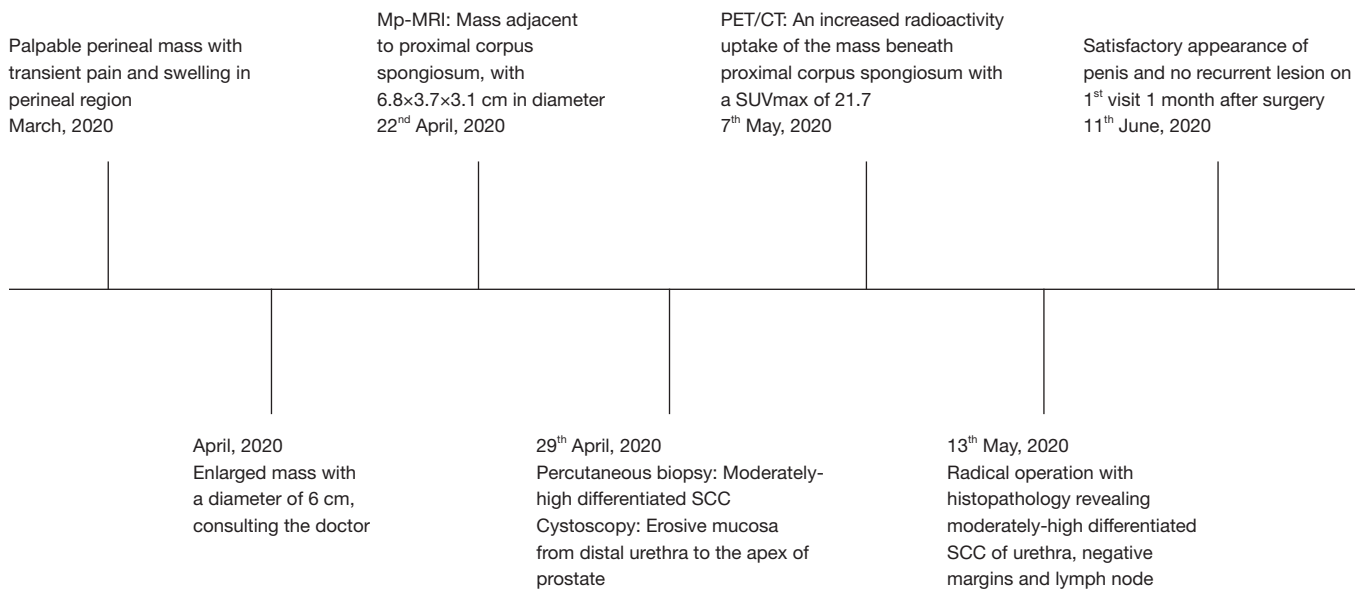 Palpable perineal mass with
transient pain and swelling in
perineal region
March, 2020
Mp-MRI: Mass adjacent
to proximal corpus
spongiosum, with
6.8×3.7×3.1 cm in diameter
22nd April, 2020
PET/CT: An increased radioactivity
uptake of the mass beneath
proximal corpus spongiosum with
a SUVmax of 21.7
7th May, 2020
Satisfactory appearance of
penis and no recurrent lesion on
1st visit 1 month after surgery
11th June, 2020
April, 2020
Enlarged mass with
a diameter of 6 cm,
consulting the doctor
29th April, 2020
Percutaneous biopsy: Moderately-
high differentiated SCC
Cystoscopy: Erosive mucosa
from distal urethra to the apex of
prostate
13th May, 2020
Radical operation with
histopathology revealing
moderately-high differentiated
SCC of urethra, negative
margins and lymph node